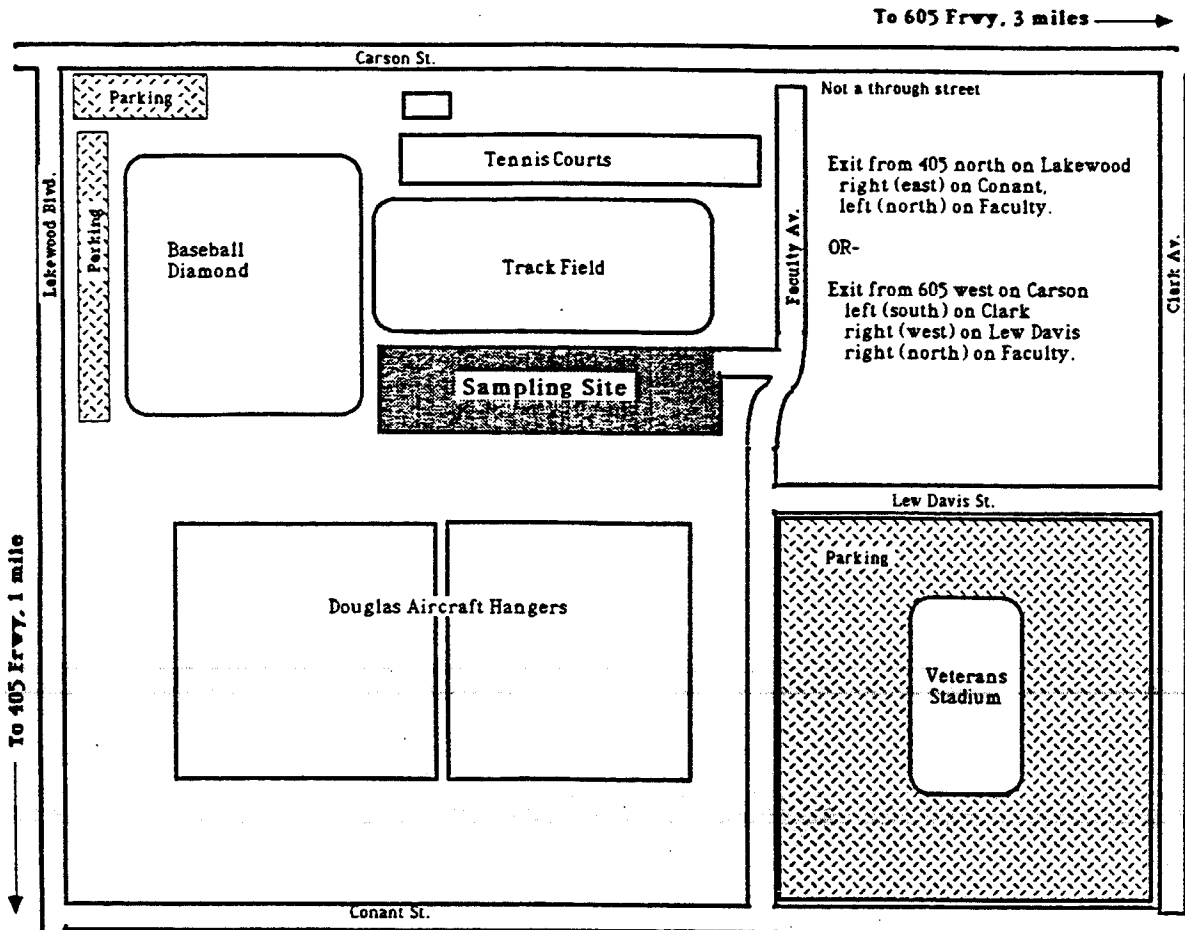 To 605 Frwy, 3 miles
Carson St.
Parking
Not a through street
Tennis Courts
Lakewood Blvd.
Parking
Baseball
Diamond
Track Field
Faculty Av.
Exit from 405 north on Lakewood
right (east) on Conant,
left (north) on Faculty.
OR-
Exit from 605 west on Carson
left (south) on Clark
right (west) on Lew Davis
right (north) on Faculty.
Clark Av.
Sampling Site
Lew Davis St.
To 405 Frwy, 1 mile
Parking
Douglas Aircraft Hangers
Veterans
Stadium
Conant St.